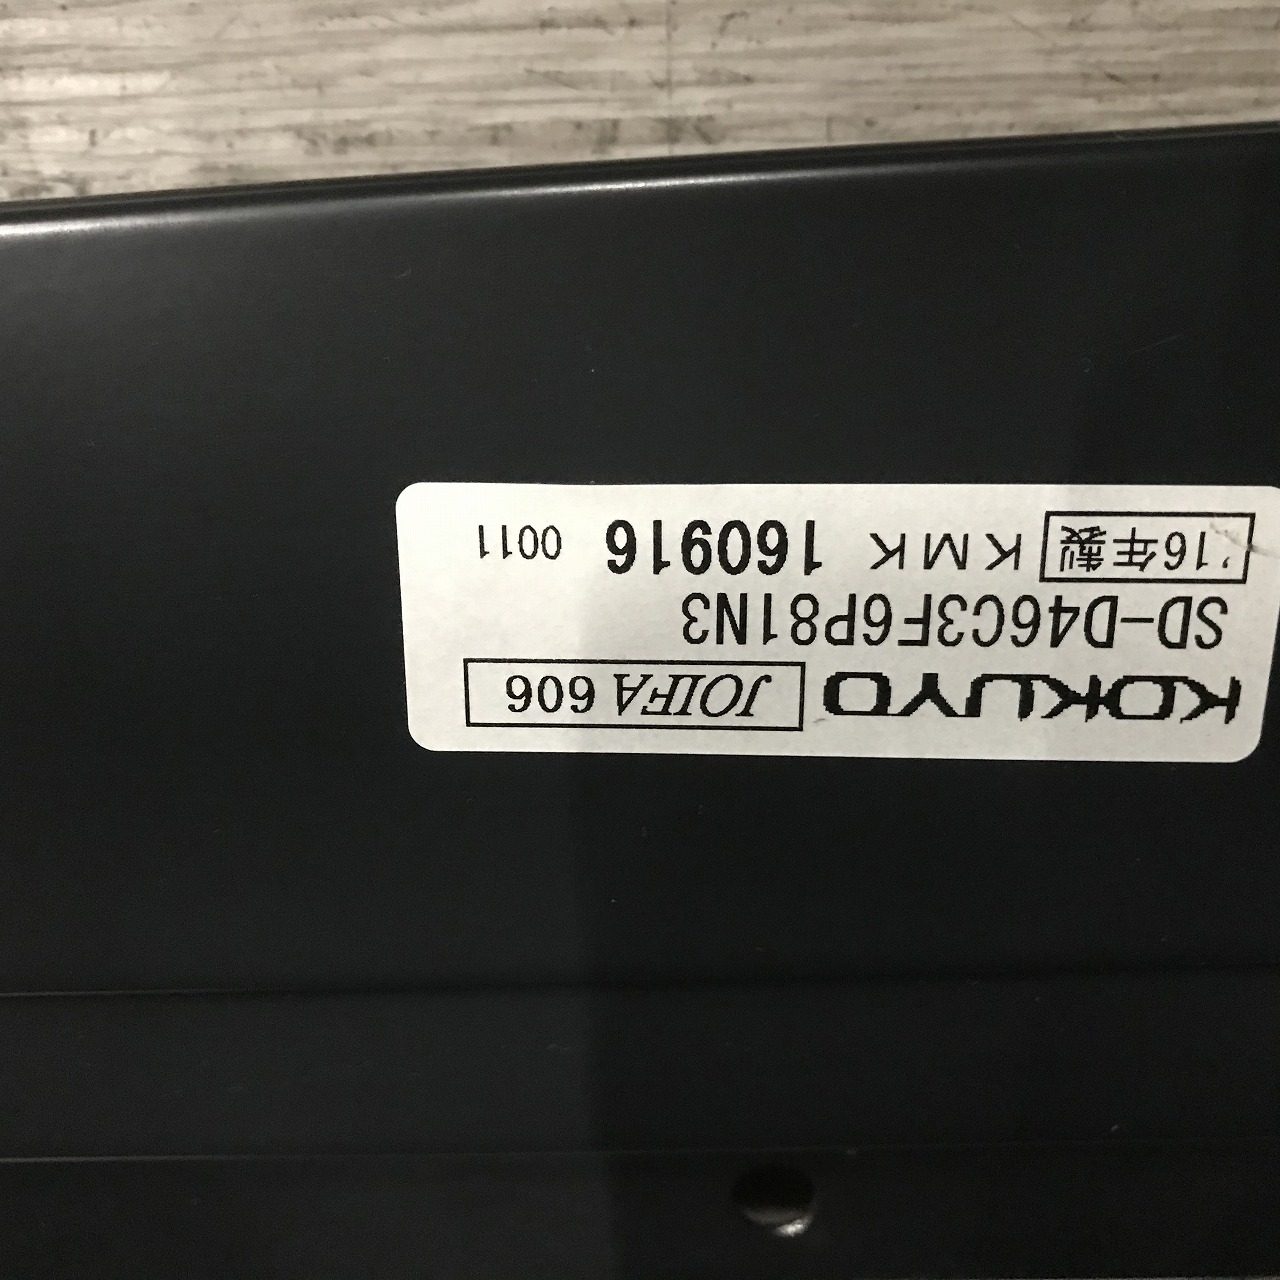 KOKUYO JOIFA 606
SD-D46C3F6P81N3
'16年製 KMK 160916 0011